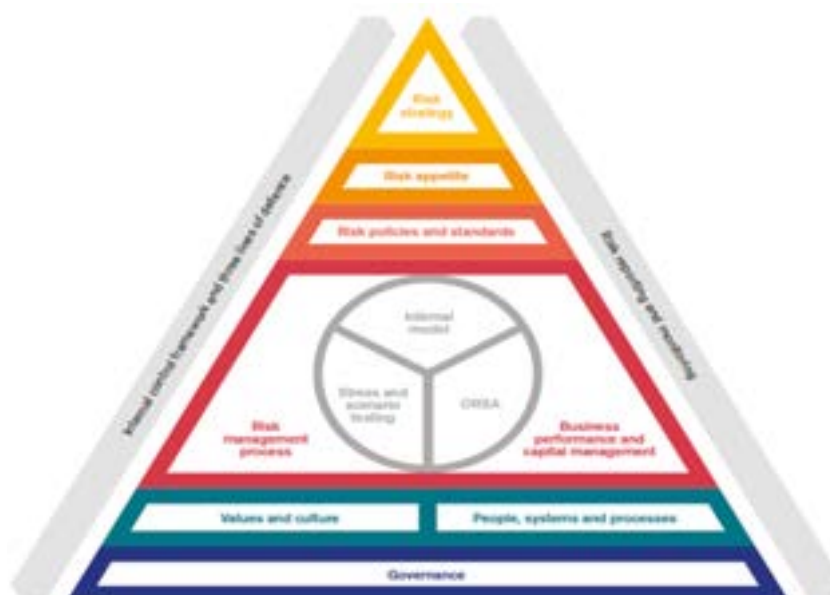 Risk
strategy
Risk appetite
Risk policies and standards
Internal control framework and three lines of defence
Risk reporting and monitoring
Internal
model
Stress and
scenario
testing
ORSA
Risk
management
process
Business
performance and
capital management
Values and culture
People, systems and processes
Governance